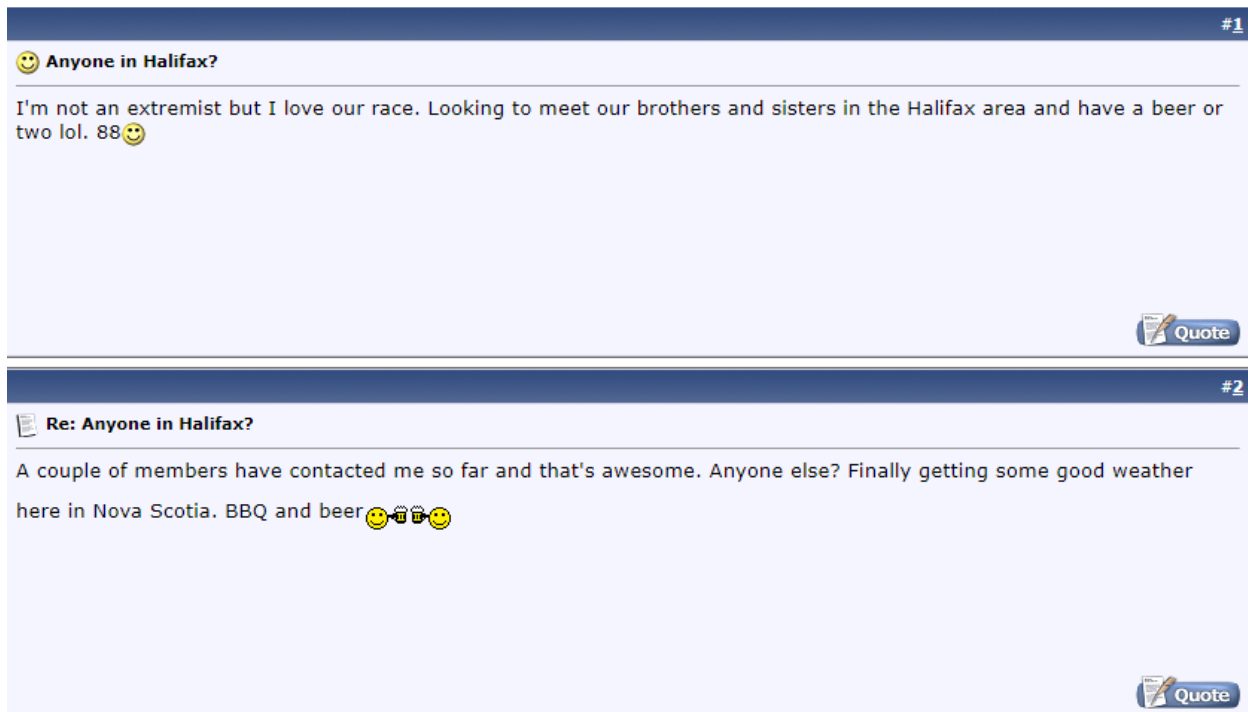 #1
Anyone in Halifax?
I'm not an extremist but I love our race. Looking to meet our brothers and sisters in the Halifax area and have a beer or
two lol. 88
Quote
#2
Re: Anyone in Halifax?
A couple of members have contacted me so far and that's awesome. Anyone else? Finally getting some good weather
here in Nova Scotia. BBQ and beer
Quote